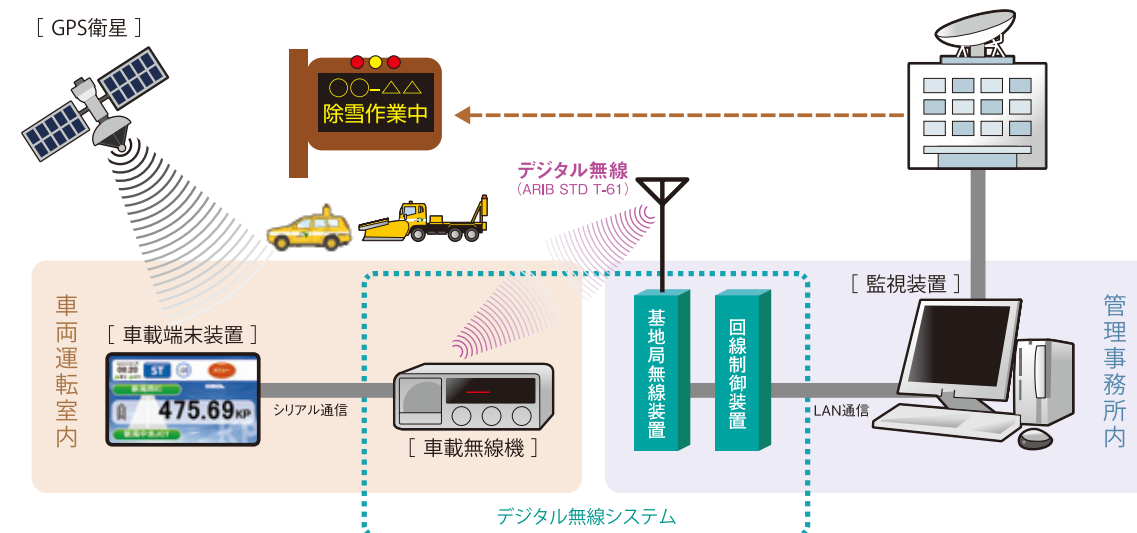 [ GPS衛星 ]
○○−△△
除雪作業中
デジタル無線
(ARIB STD T-61)
車両運転室内
[ 車載端末装置 ]
08:20
ST
475.69KP
シリアル通信
[ 車載無線機 ]
基地局無線装置
回線制御装置
LAN通信
[ 監視装置 ]
管理事務所内
デジタル無線システム